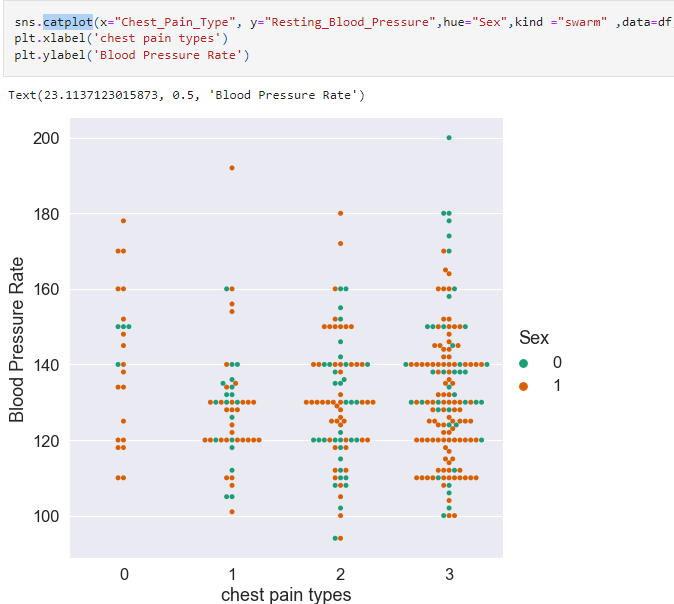 sns.catplot(x="Chest_Pain_Type", y="Resting_Blood_Pressure",hue="Sex",kind ="swarm" ,data=df,
plt.xlabel('chest pain types')
plt.ylabel('Blood Pressure Rate')
Text(23.1137123015873, 0.5, 'Blood Pressure Rate')
200
180
160
140
120
100
Blood Pressure Rate
0 1 2 3
chest pain types
Sex
0
1